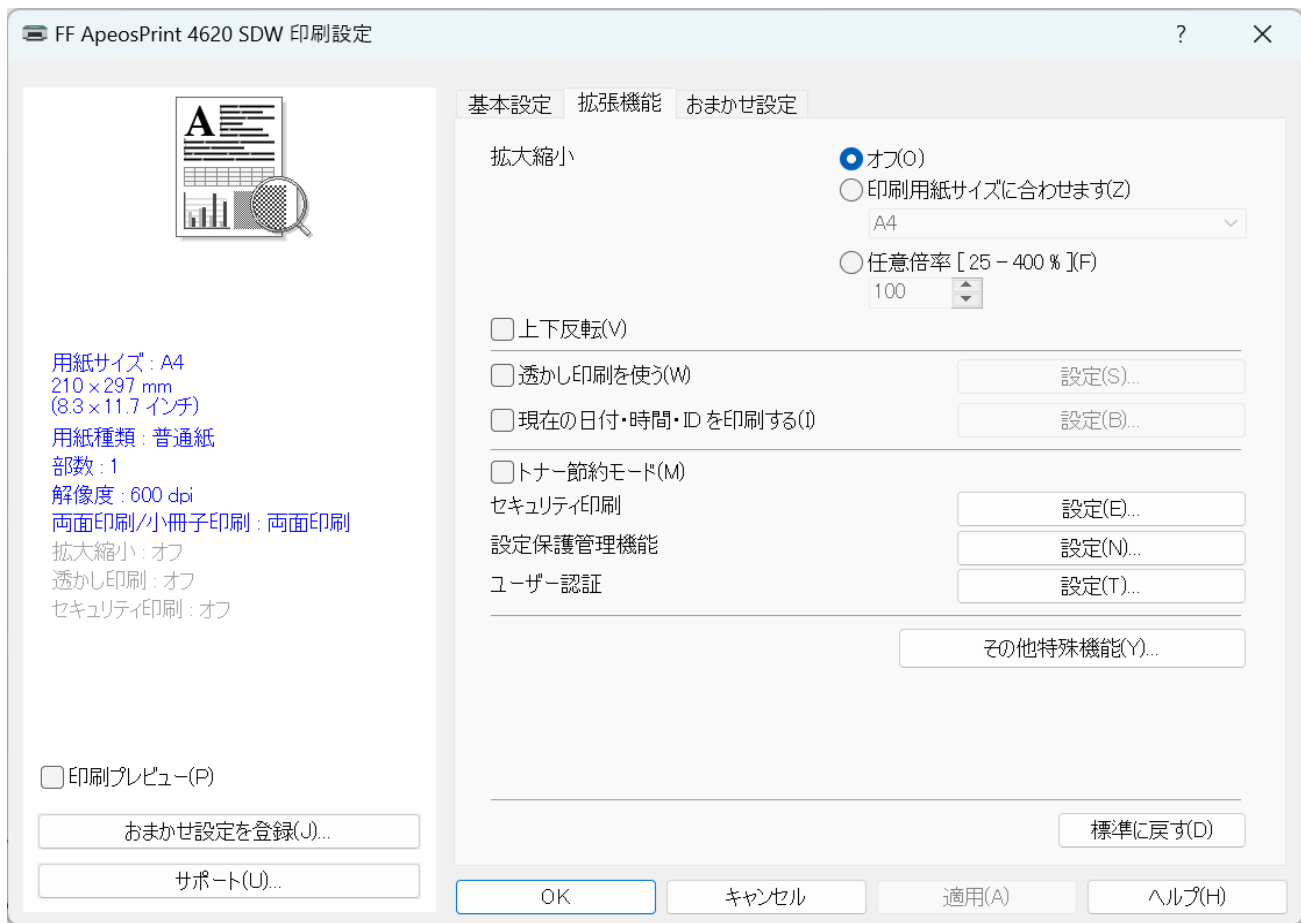 FF ApeosPrint 4620 SDW 印刷設定
?
A
用紙サイズ : A4
210 × 297 mm
(8.3 × 11.7 インチ)
用紙種類 : 普通紙
部数 : 1
解像度 : 600 dpi
両面印刷/小冊子印刷 : 両面印刷
拡大縮小 : オフ
透かし印刷 : オフ
セキュリティ印刷 : オフ
印刷プレビュー(P)
おまかせ設定を登録(J)...
サポート(U)...
基本設定 拡張機能 おまかせ設定
拡大縮小
オフ(O)
印刷用紙サイズに合わせます(Z)
A4
任意倍率 [ 25 - 400 % ](F)
100
上下反転(V)
透かし印刷を使う(W) 設定(S)...
現在の日付・時間・ID を印刷する(I) 設定(B)...
トナー節約モード(M)
セキュリティ印刷 設定(E)...
設定保護管理機能 設定(N)...
ユーザー認証 設定(T)...
その他特殊機能(Y)...
標準に戻す(D)
OK キャンセル 適用(A) ヘルプ(H)